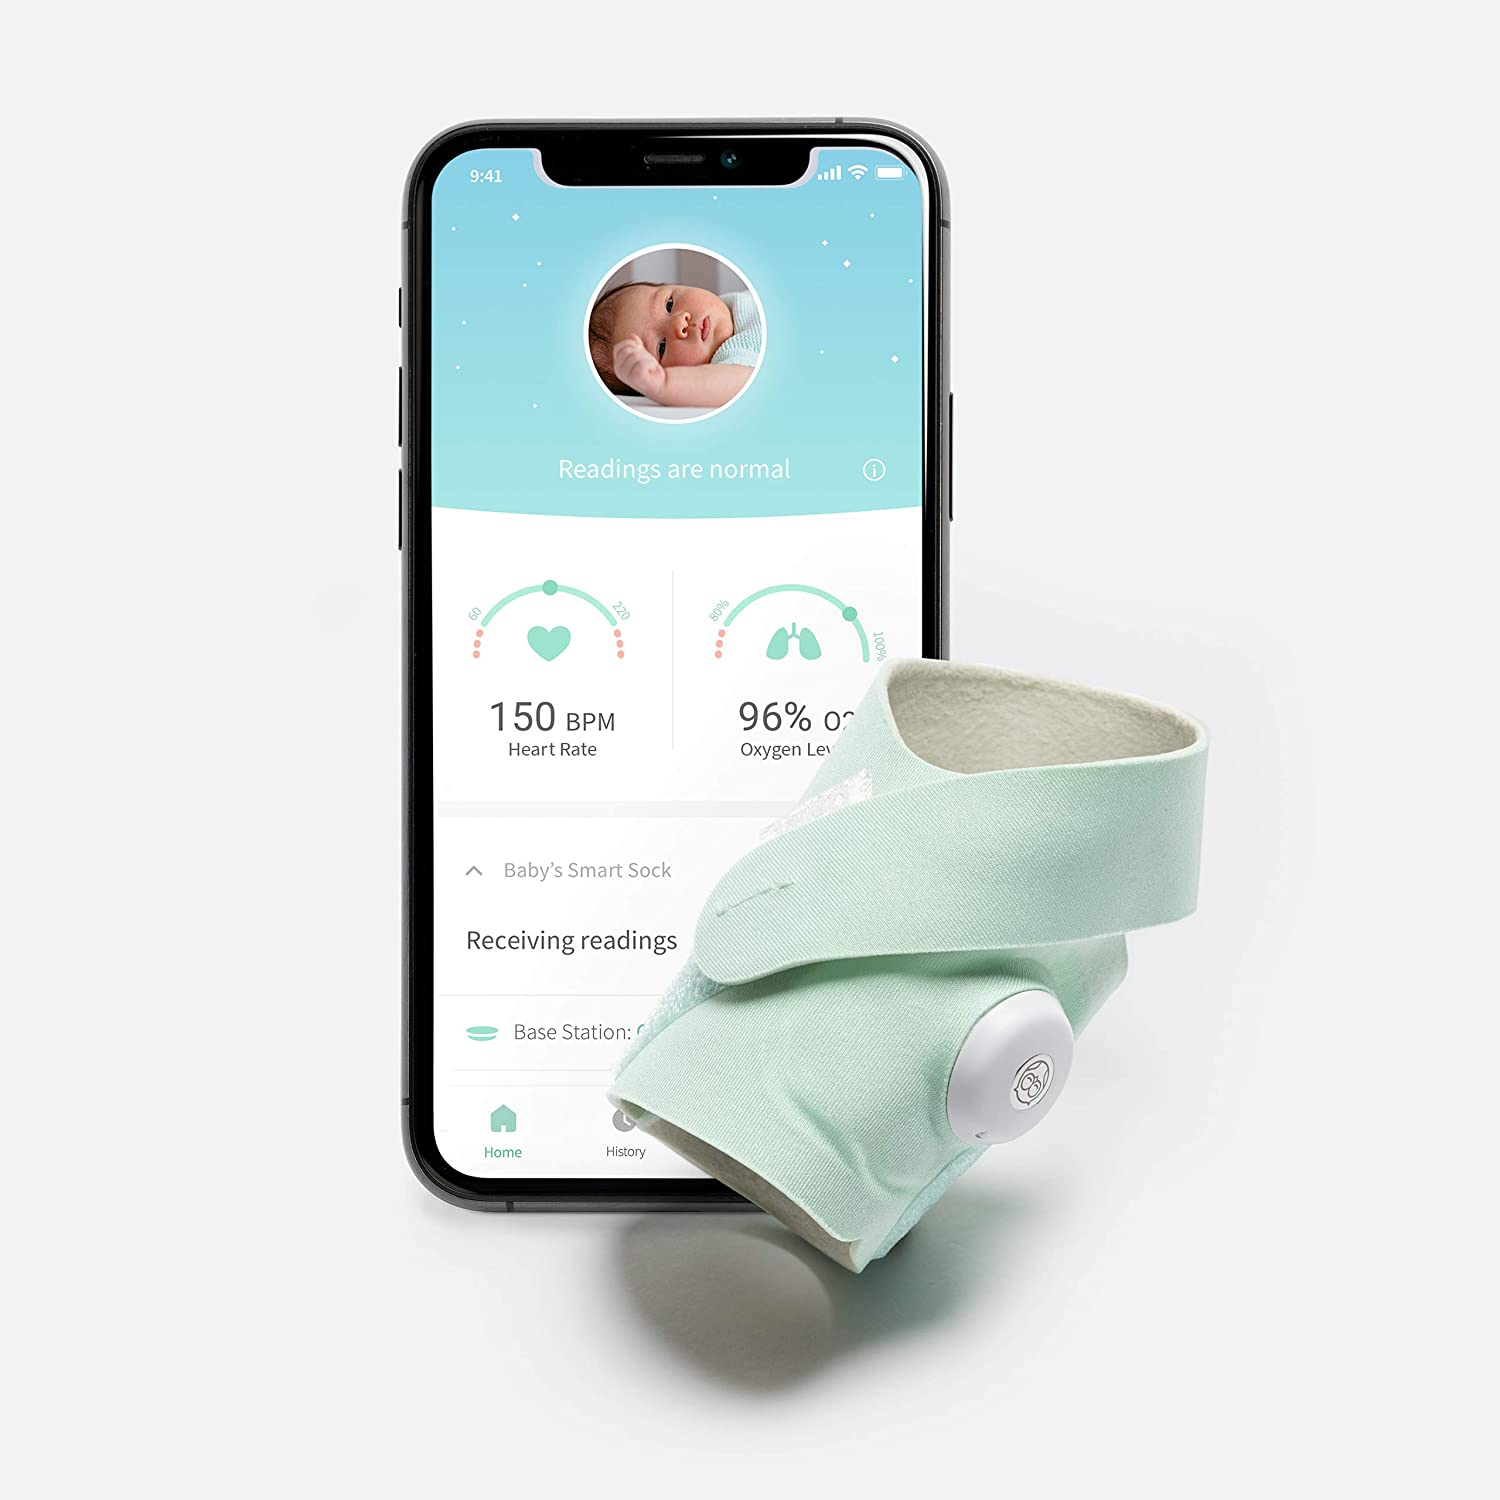 9:41
Readings are normal
60
220
80%
100%
150 BPM
Heart Rate
96%
Oxygen
Baby's Smart Sock
Receiving readings
Base Station:
Home
History